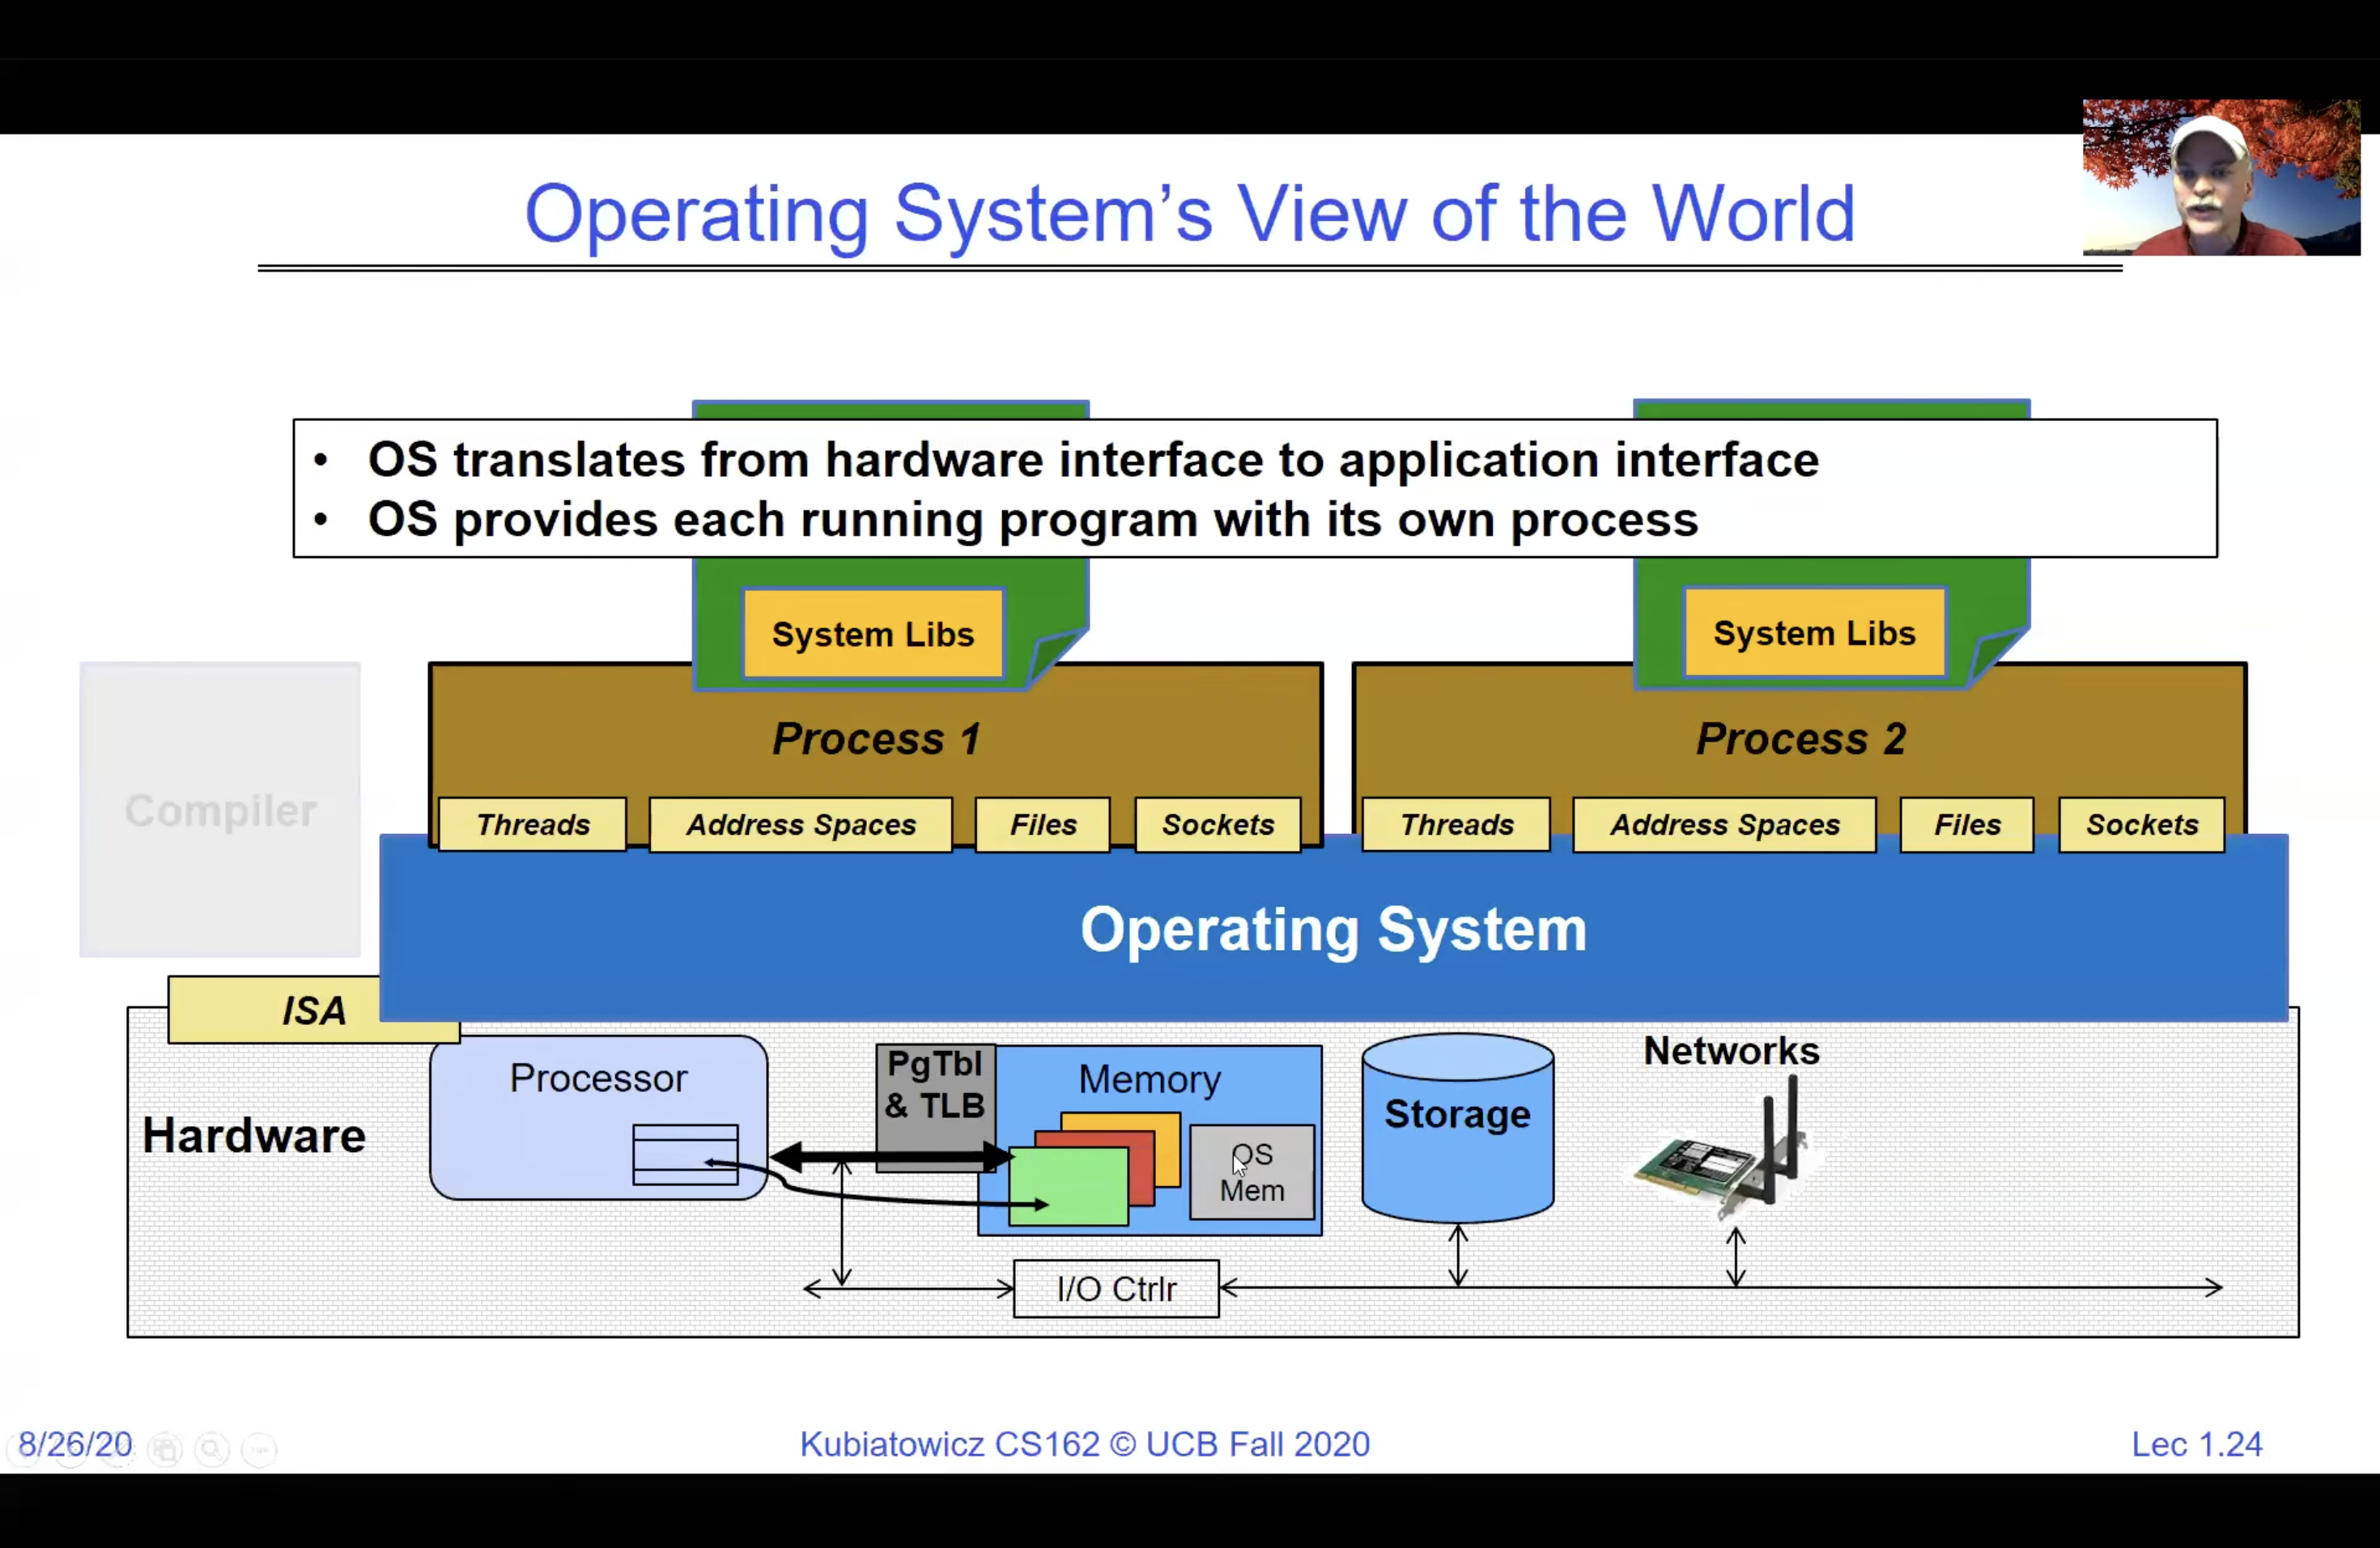 Operating System’s View of the World
• OS translates from hardware interface to application interface
• OS provides each running program with its own process
System Libs
System Libs
Process 1
Process 2
Compiler
Threads
Address Spaces
Files
Sockets
Threads
Address Spaces
Files
Sockets
Operating System
ISA
Hardware
Processor
PgTbl
& TLB
Memory
OS
Mem
Storage
Networks
I/O Ctrlr
8/26/20
Kubiatowicz CS162 © UCB Fall 2020
Lec 1.24